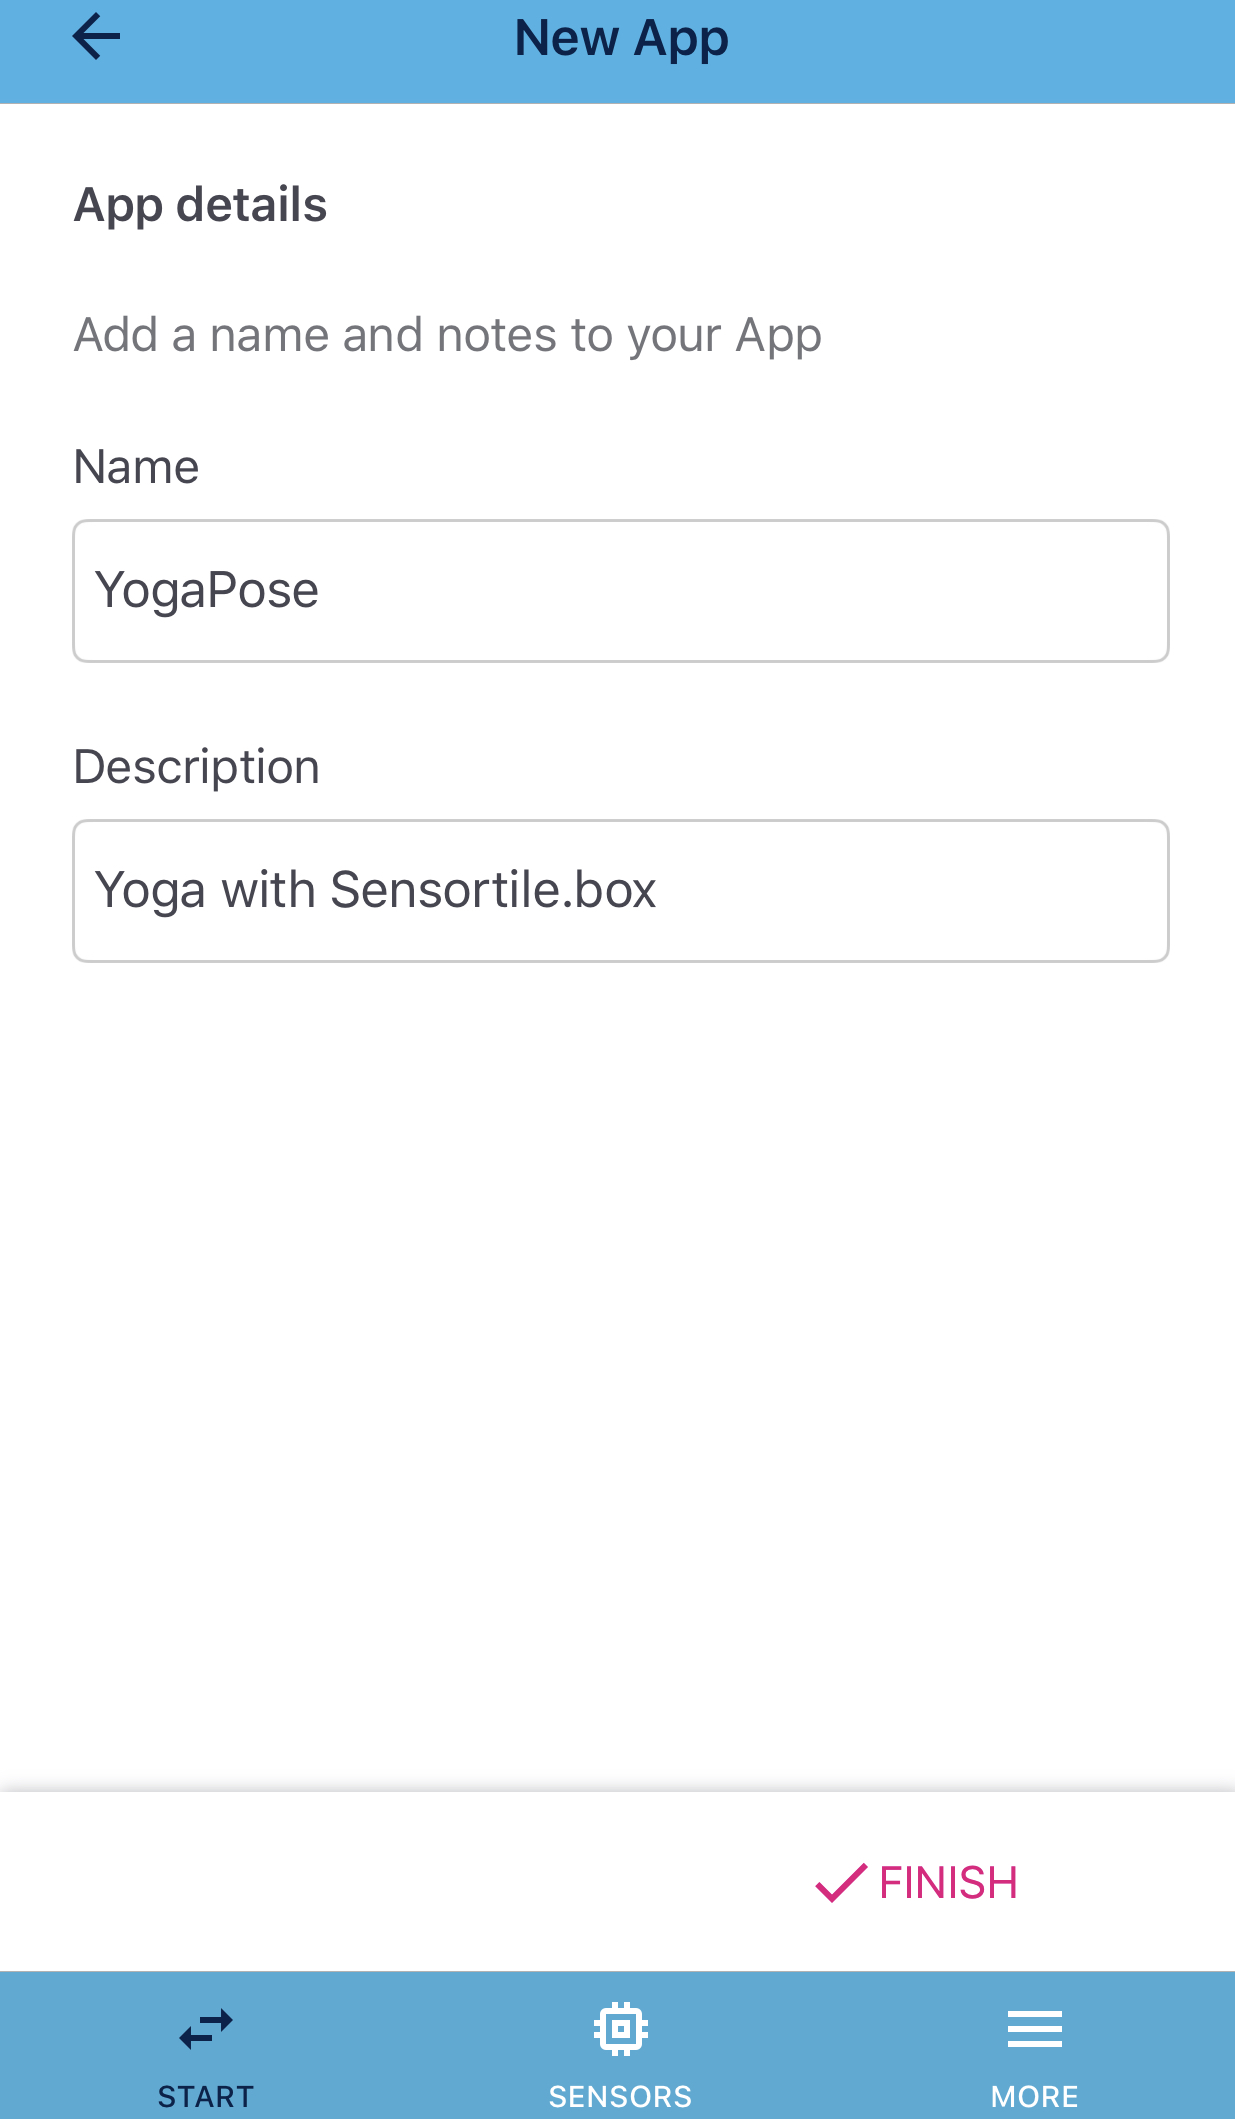 New App
App details
Add a name and notes to your App
Name
YogaPose
Description
Yoga with Sensortile.box
FINISH
START
SENSORS
MORE